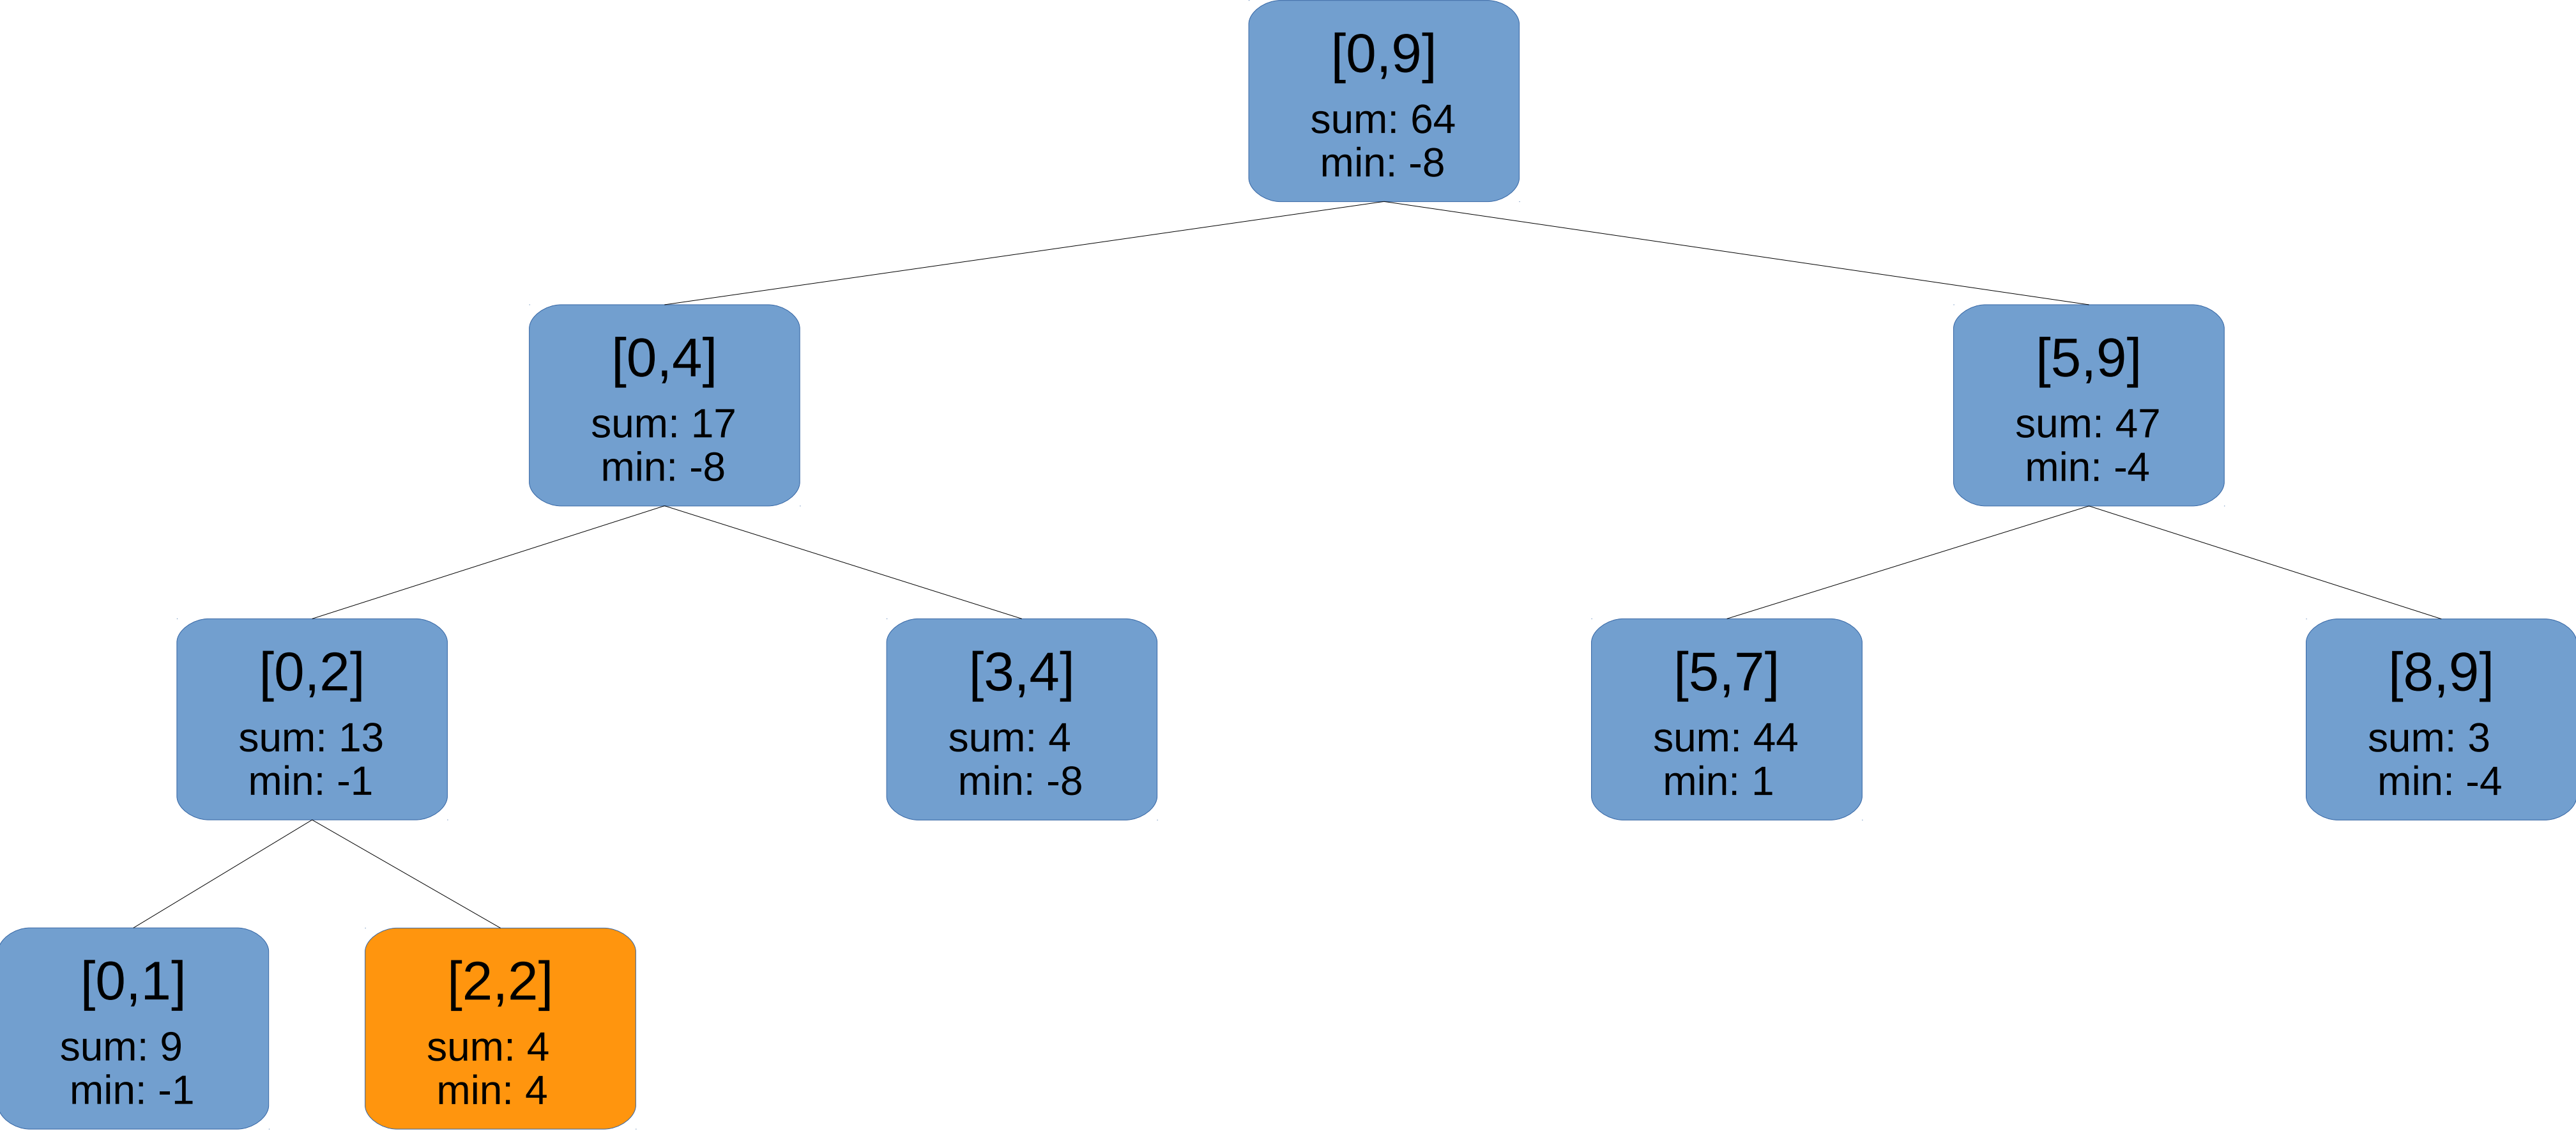 [0,9]
sum: 64
min: -8
[0,4]
sum: 17
min: -8
[5,9]
sum: 47
min: -4
[0,2]
sum: 13
min: -1
[3,4]
sum: 4
min: -8
[5,7]
sum: 44
min: 1
[8,9]
sum: 3
min: -4
[0,1]
sum: 9
min: -1
[2,2]
sum: 4
min: 4